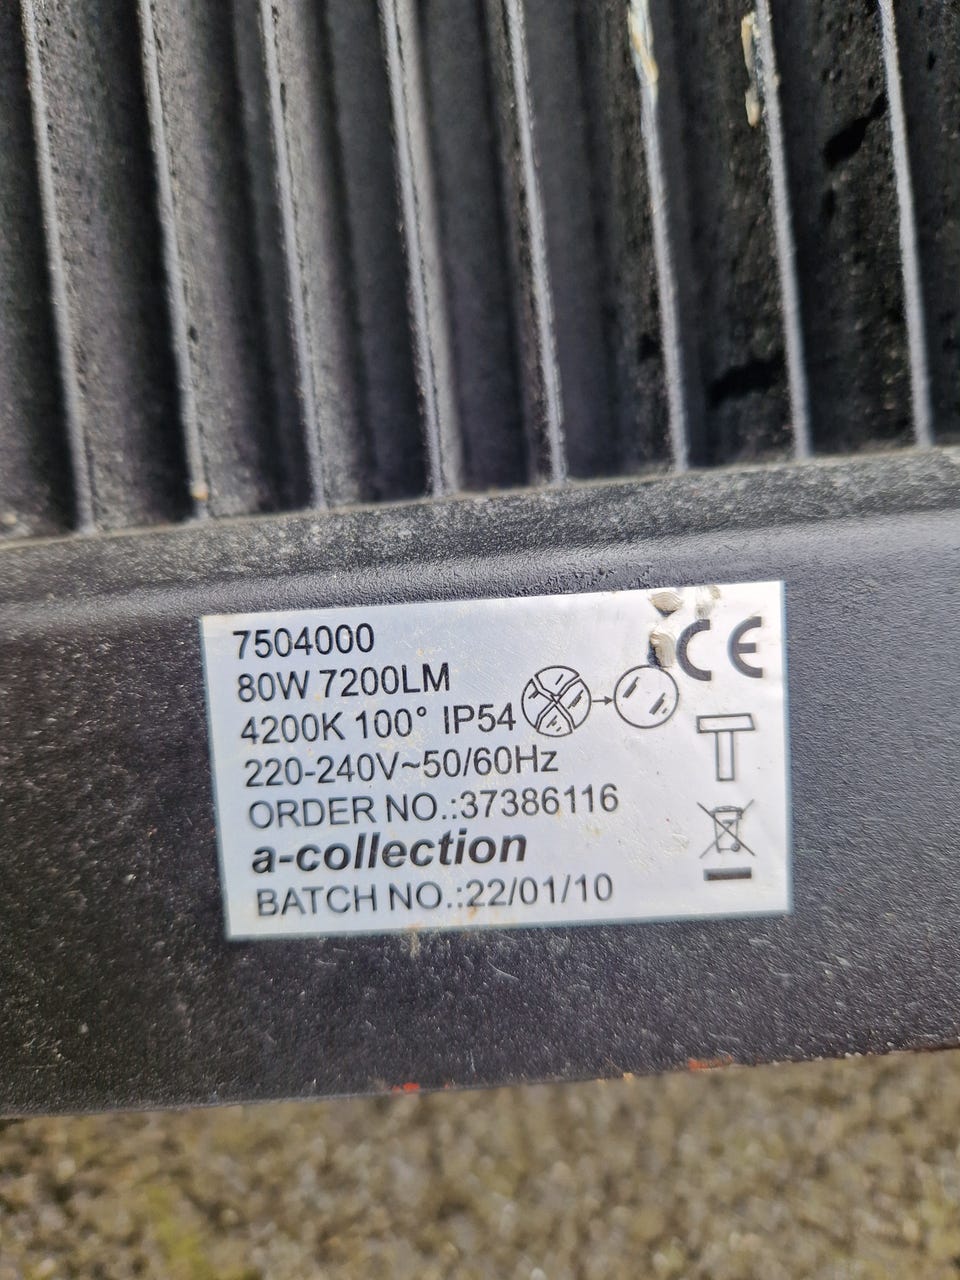 7504000
80W 7200LM
4200K 100° IP54
220-240V~50/60Hz
ORDER NO.:37386116
a-collection
BATCH NO.:22/01/10
CE